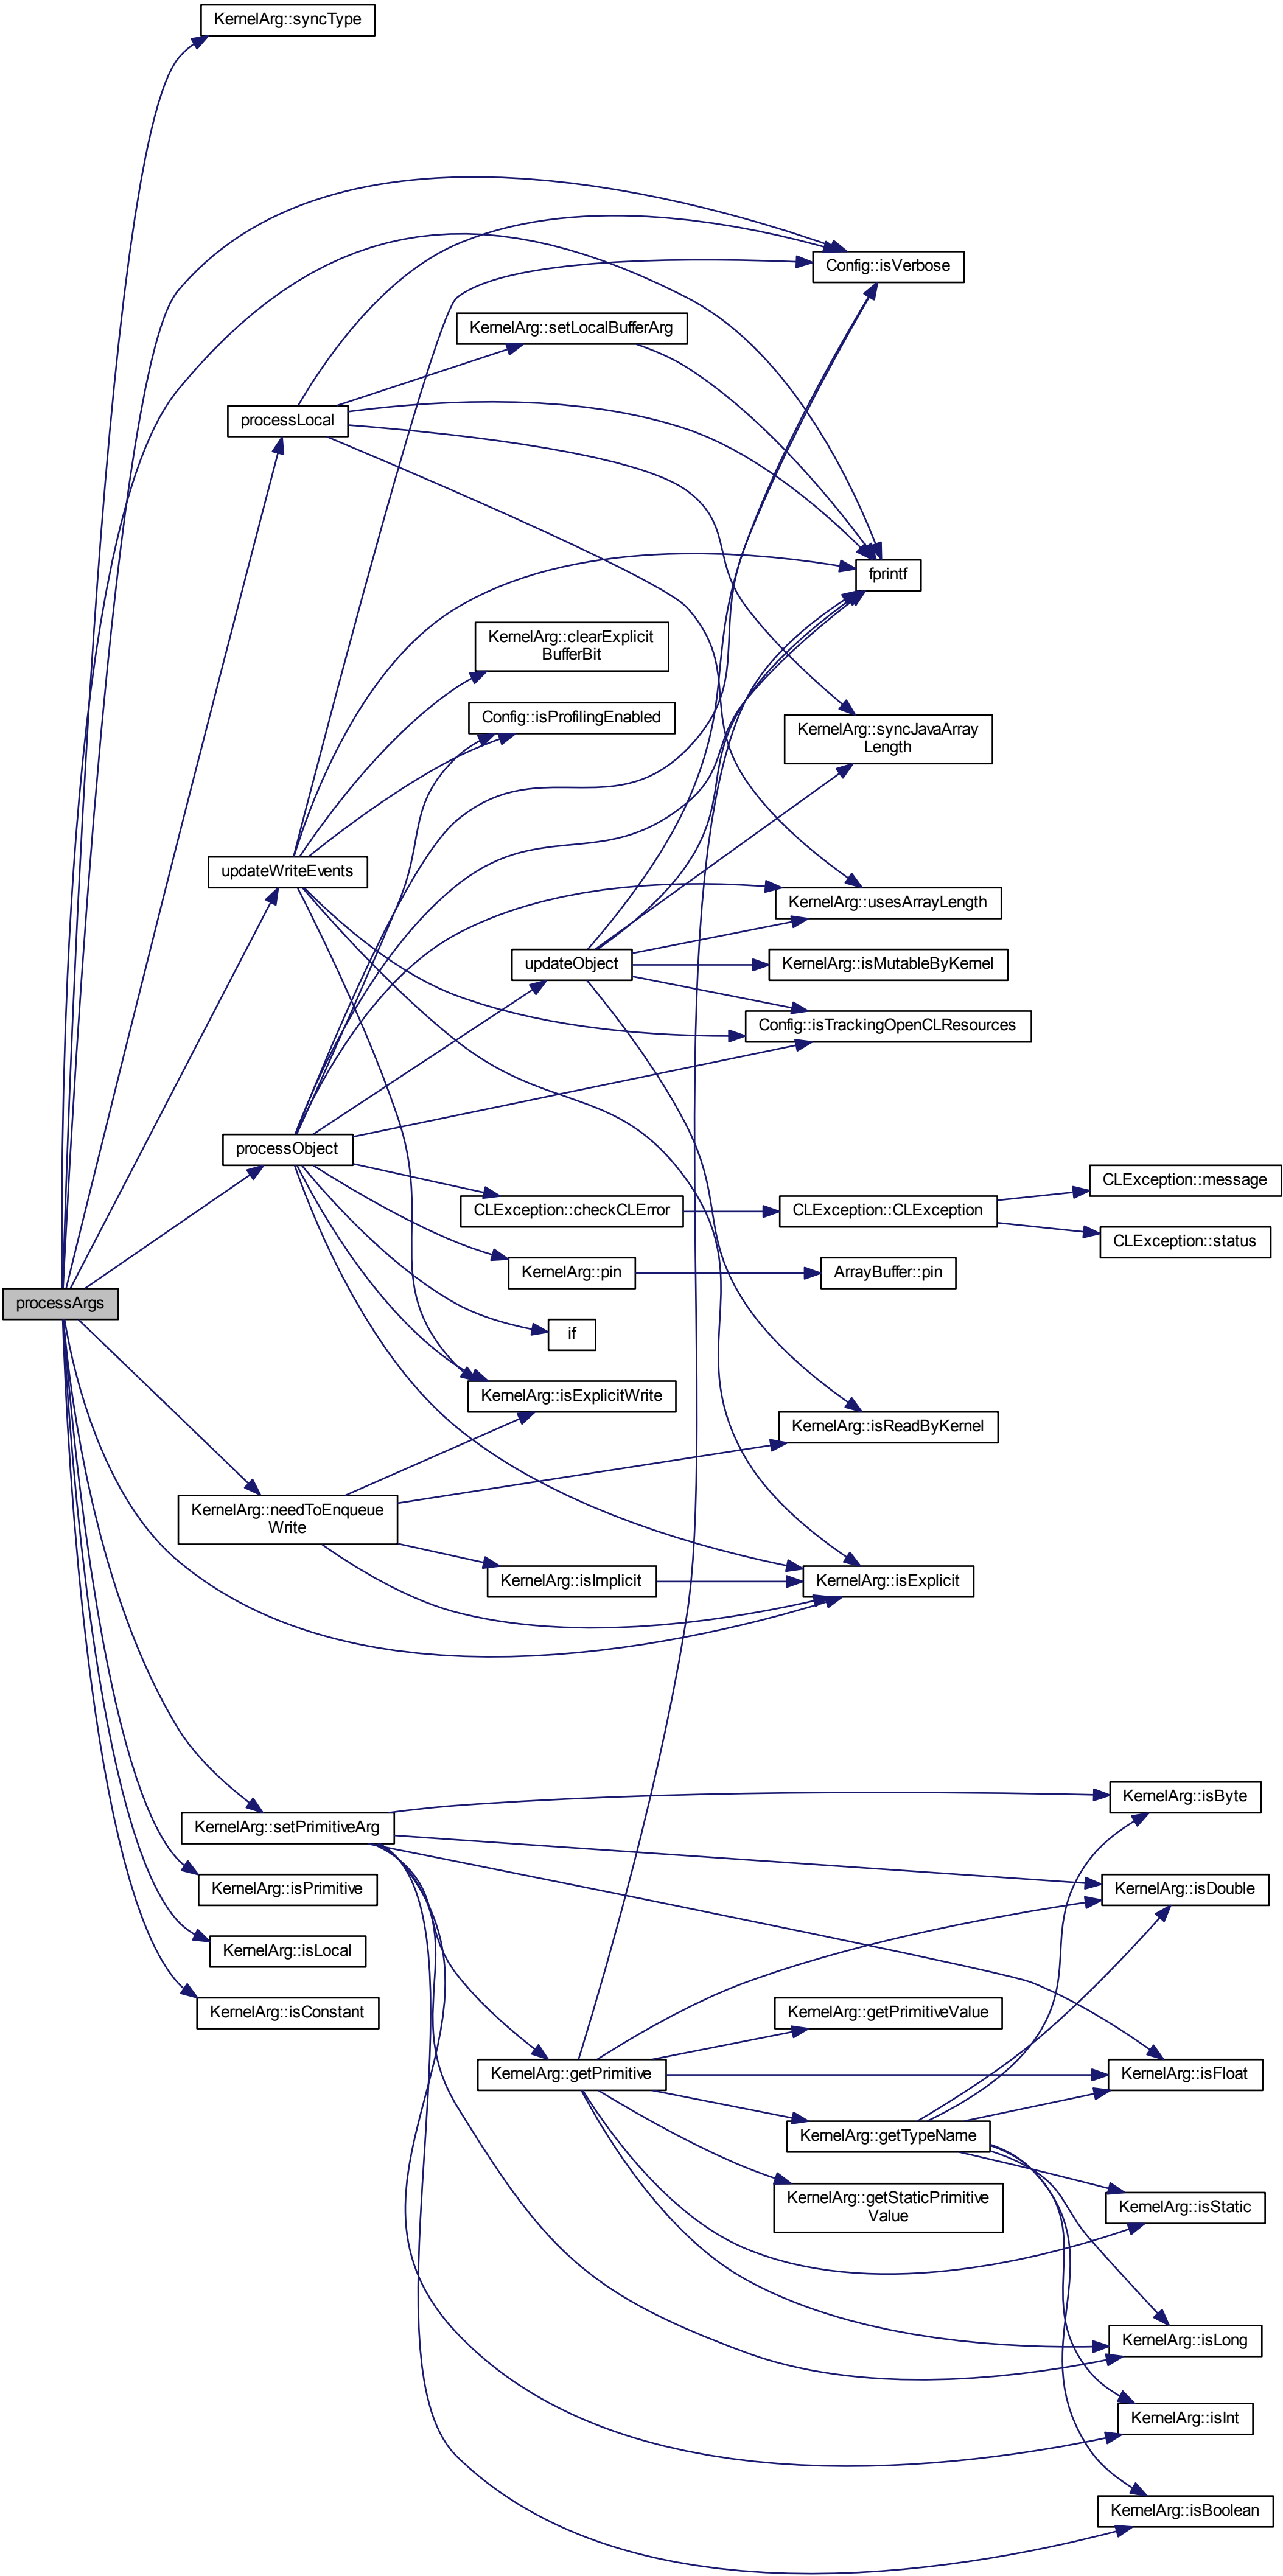 KernelArg::syncType
Config::isVerbose
KernelArg::setLocalBufferArg
processLocal
fprintf
KernelArg::clearExplicit
BufferBit
Config::isProfilingEnabled
KernelArg::syncJavaArray
Length
updateWriteEvents
KernelArg::usesArrayLength
updateObject
KernelArg::isMutableByKernel
Config::isTrackingOpenCLResources
processObject
CLException::message
CLException::checkCLError
CLException::CLException
CLException::status
KernelArg::pin
ArrayBuffer::pin
processArgs
if
KernelArg::isExplicitWrite
KernelArg::isReadByKernel
KernelArg::needToEnqueue
Write
KernelArg::isImplicit
KernelArg::isExplicit
KernelArg::isByte
KernelArg::setPrimitiveArg
KernelArg::isPrimitive
KernelArg::isDouble
KernelArg::isLocal
KernelArg::isConstant
KernelArg::getPrimitiveValue
KernelArg::getPrimitive
KernelArg::isFloat
KernelArg::getTypeName
KernelArg::getStaticPrimitive
Value
KernelArg::isStatic
KernelArg::isLong
KernelArg::isInt
KernelArg::isBoolean